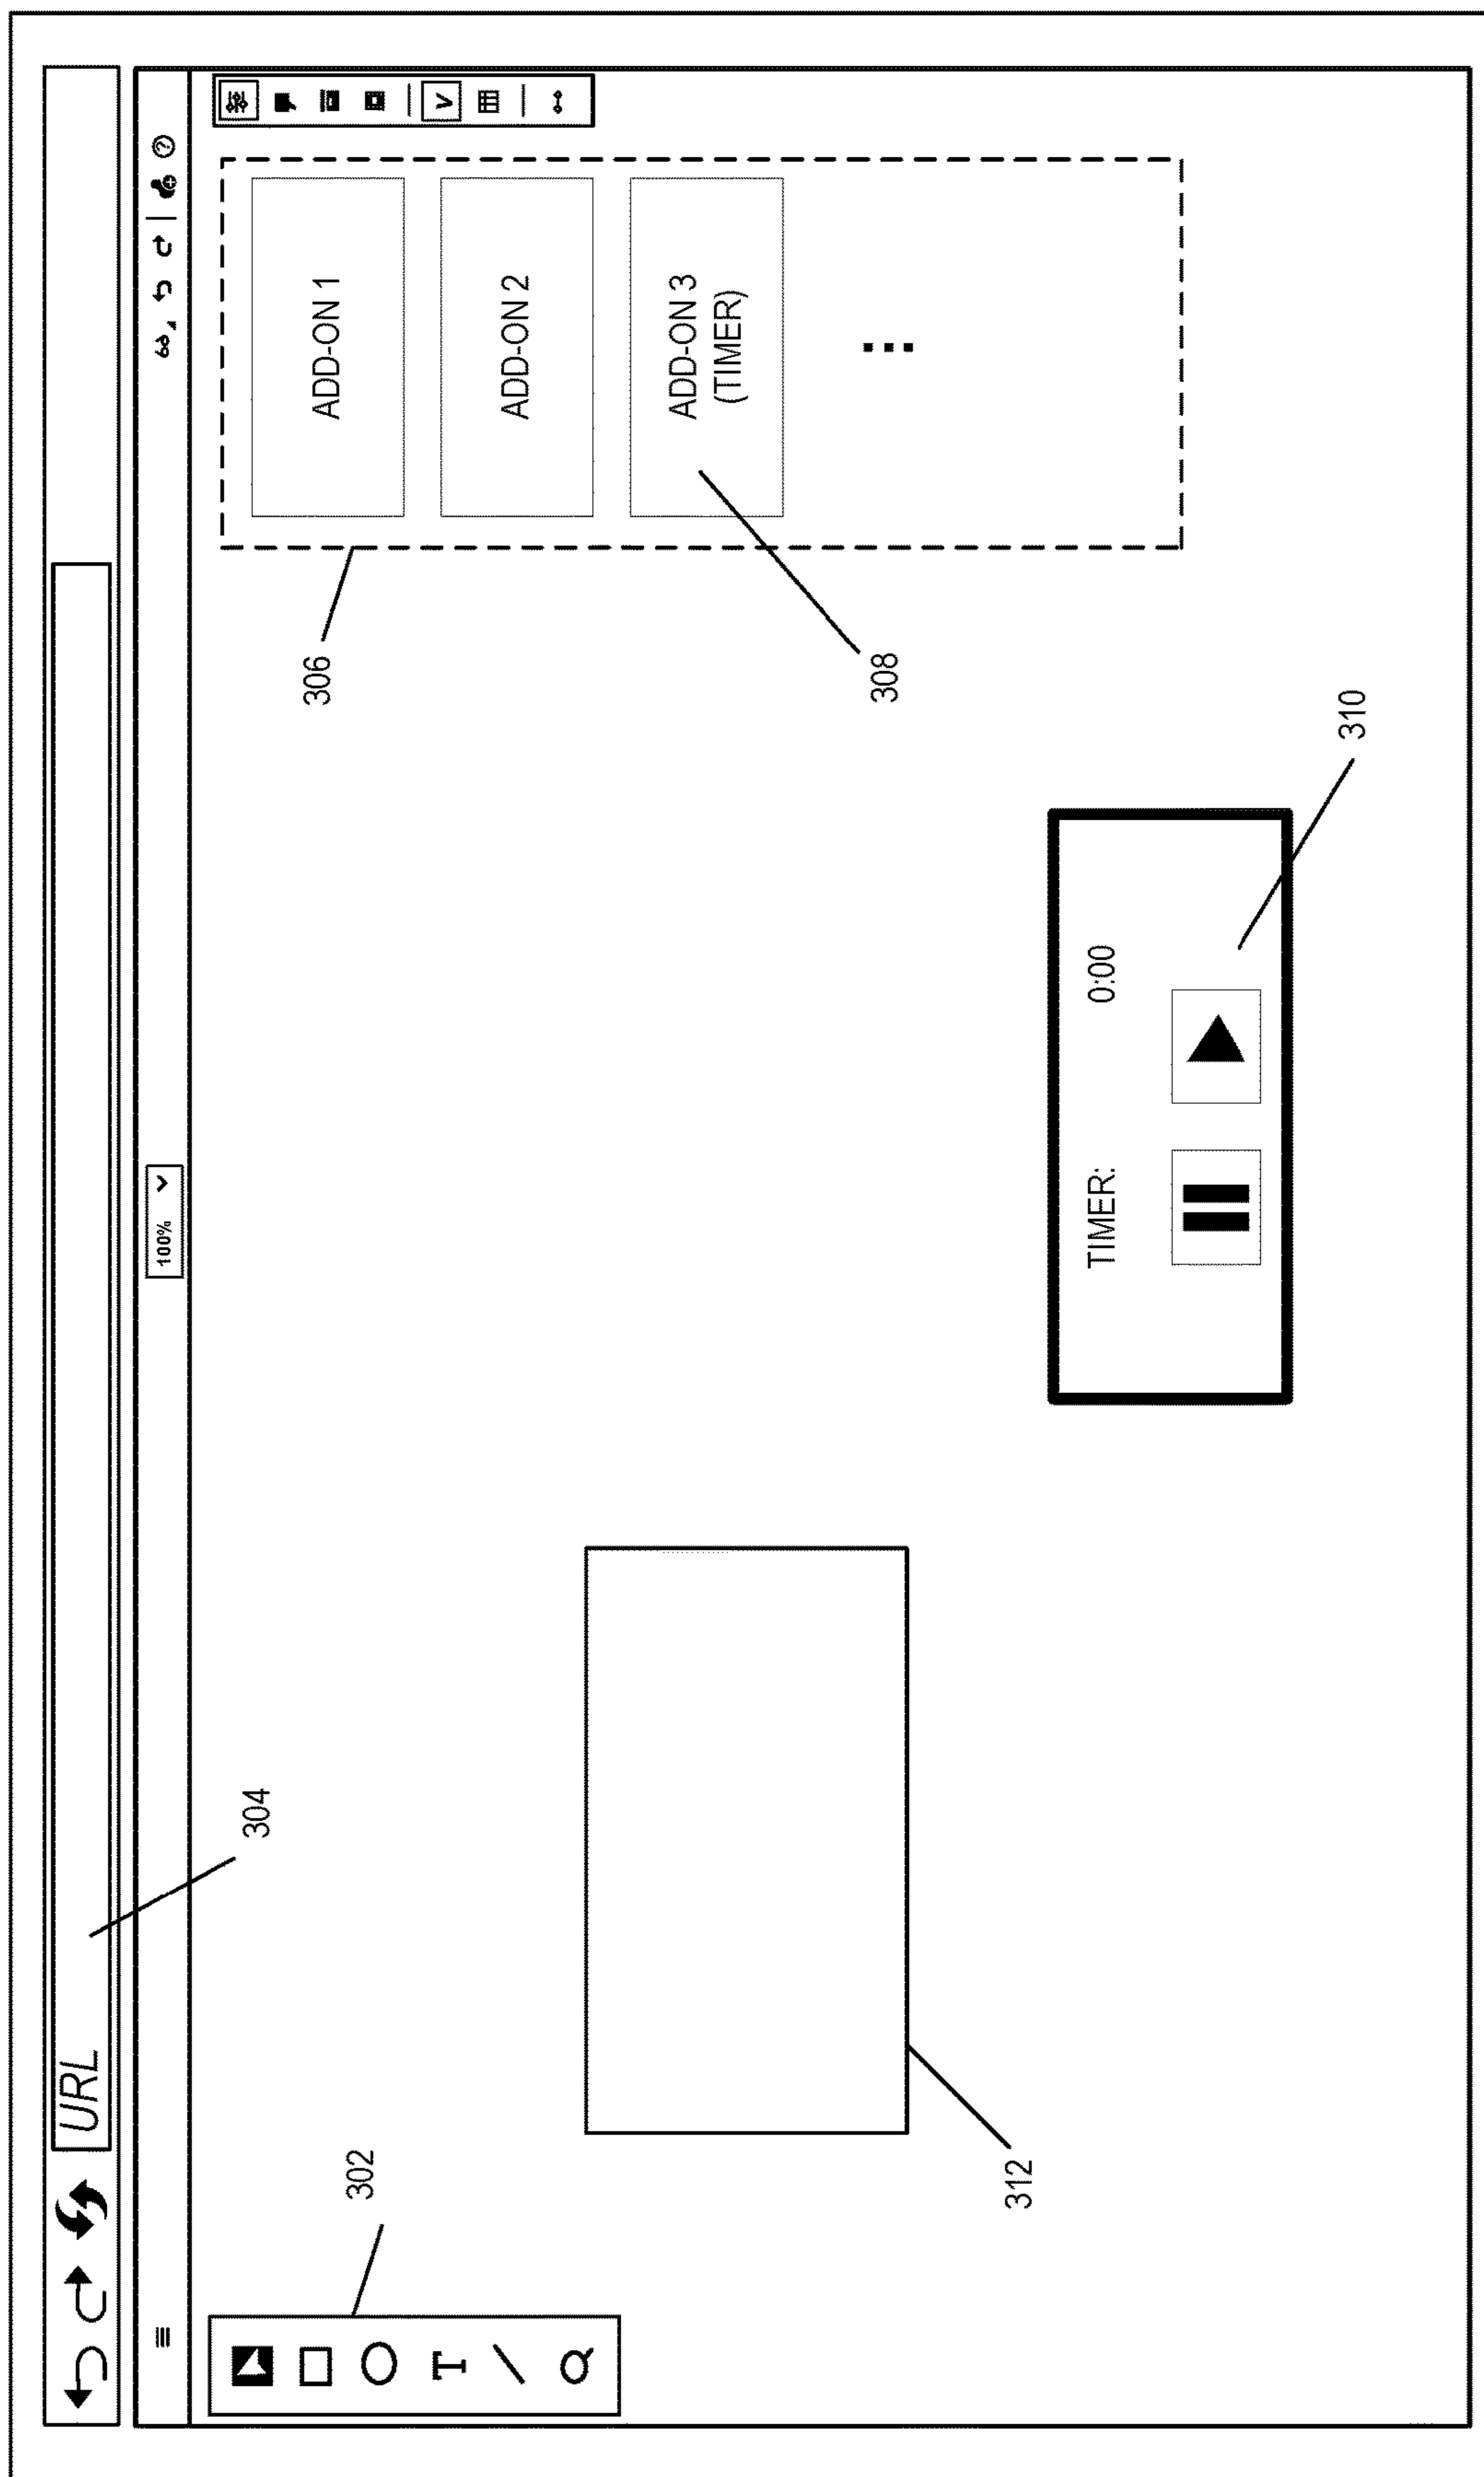 URL
304
100%
302
306
ADD-ON 1
ADD-ON 2
ADD-ON 3
(TIMER)
308
312
TIMER: 0:00
310